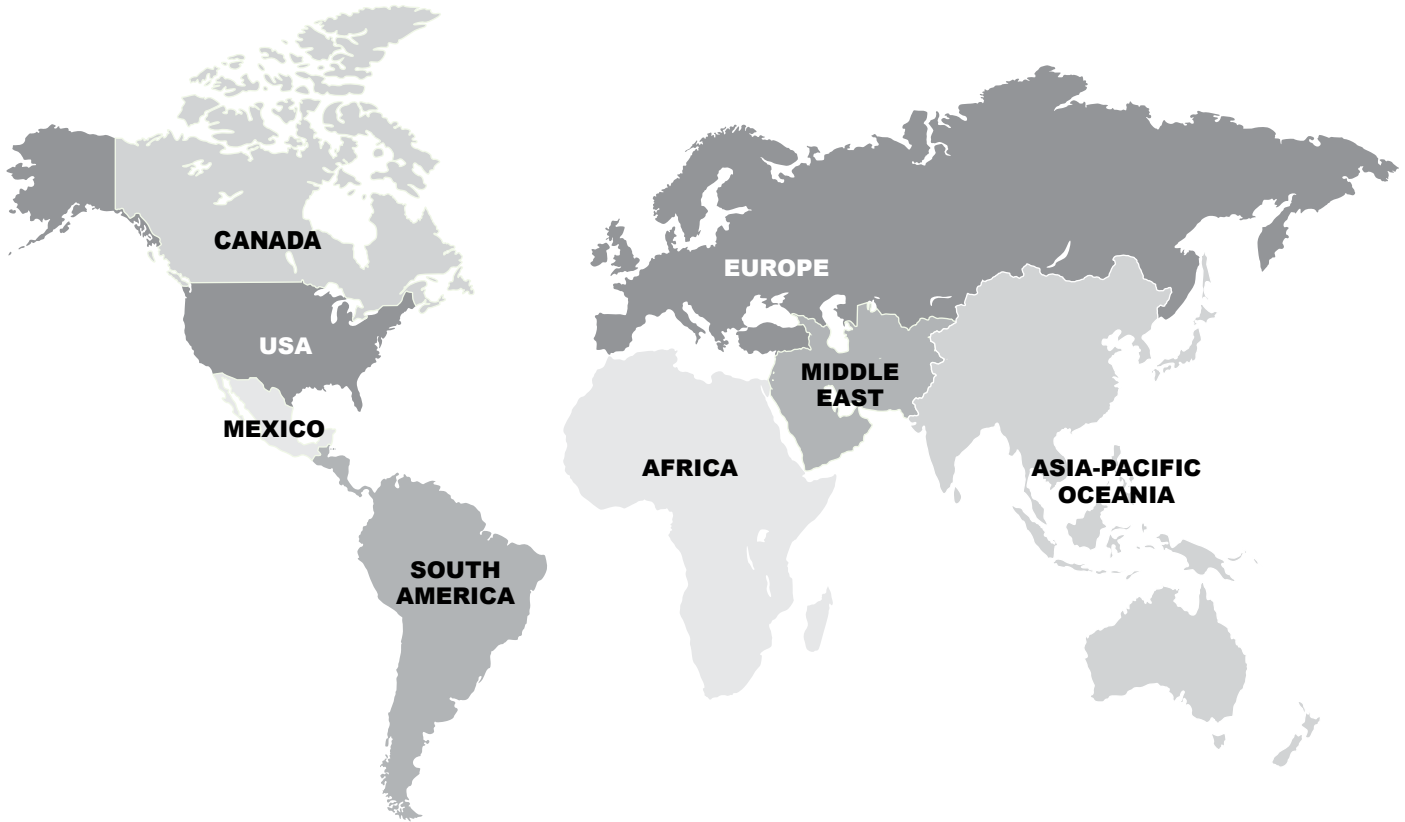 CANADA
USA
MEXICO
SOUTH
AMERICA
EUROPE
MIDDLE
EAST
AFRICA
ASIA-PACIFIC
OCEANIA